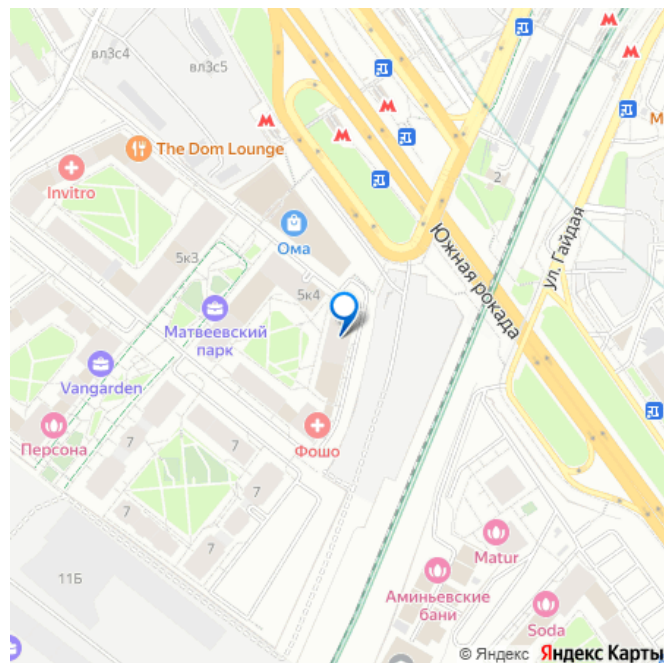 вл3с4
вл3с5
The Dom Lounge
Invitro
Ома
5к3
5к4
2
Южная рокада
ул. Гайдая
М
Матвеевский
парк
Vangarden
Персона
Фошо
7
7
7
7
11Б
Matur
Аминьевские
бани
Soda
© Яндекс Яндекс Карты